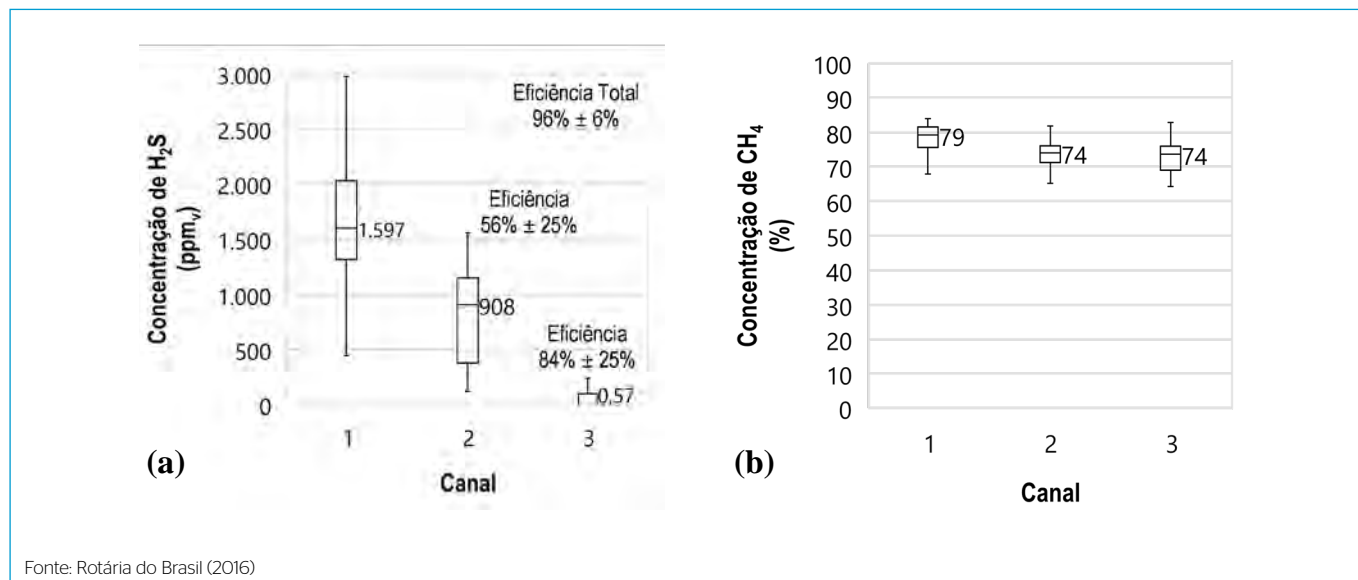 Concentração de H₂S
(ppmᵥ)
3.000
2.500
2.000
1.500
1.000
500
0
Eficiência Total
96% ± 6%
Eficiência
56% ± 25%
Eficiência
84% ± 25%
1.597
908
0,57
1 2 3
Canal
(a)
Concentração de CH₄
(%)
100
90
80
70
60
50
40
30
20
10
0
79
74
74
1 2 3
Canal
(b)
Fonte: Rotária do Brasil (2016)